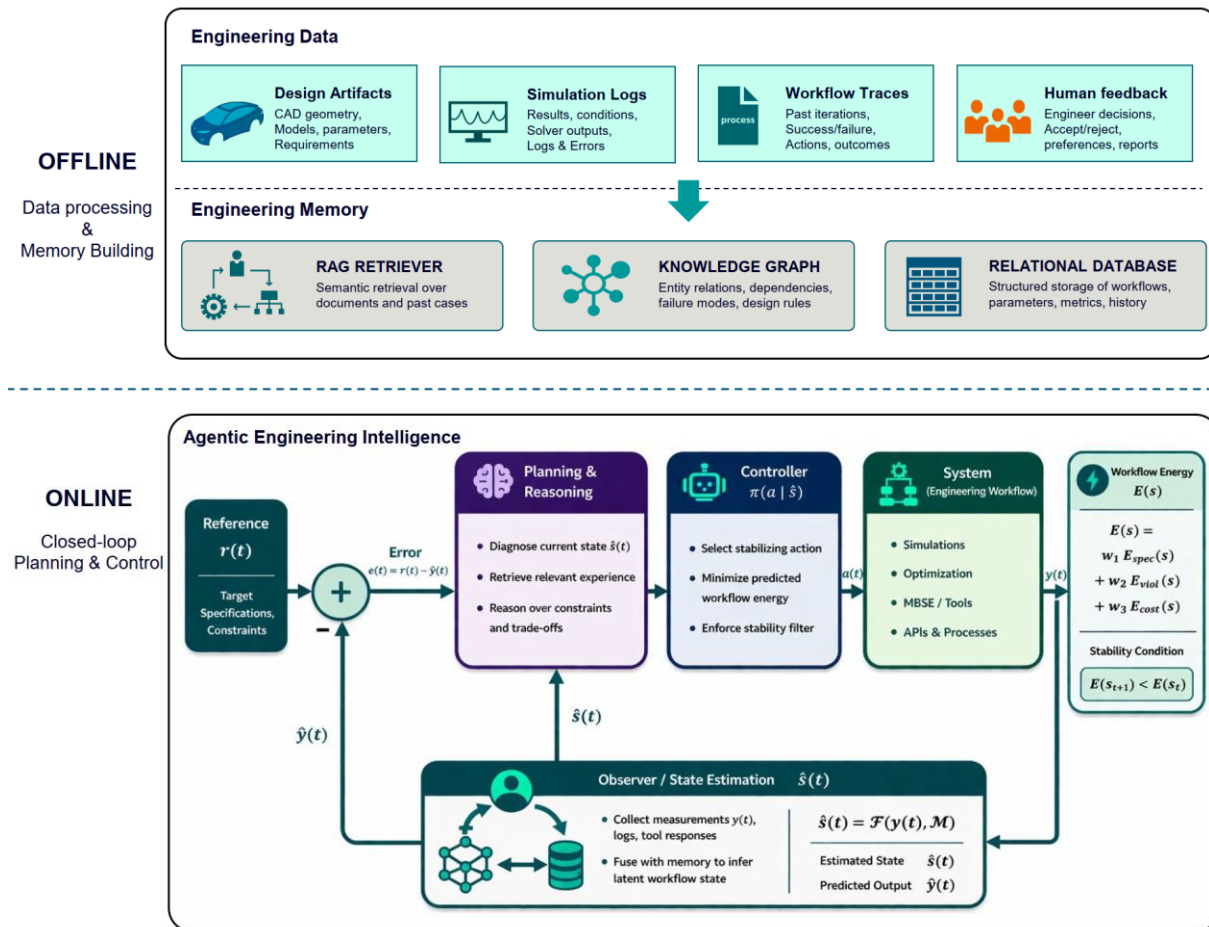 Engineering Data
Design Artifacts
CAD geometry,
Models, parameters,
Requirements
Simulation Logs
Results, conditions,
Solver outputs,
Logs & Errors
process
Workflow Traces
Past iterations,
Success/failure,
Actions, outcomes
Human feedback
Engineer decisions,
Accept/reject,
preferences, reports
OFFLINE
Data processing
&
Memory Building
Engineering Memory
RAG RETRIEVER
Semantic retrieval over
documents and past cases
KNOWLEDGE GRAPH
Entity relations, dependencies,
failure modes, design rules
RELATIONAL DATABASE
Structured storage of workflows,
parameters, metrics, history
ONLINE
Closed-loop
Planning & Control
Agentic Engineering Intelligence
Reference
r(t)
Target
Specifications,
Constraints
+
−
Error
e(t) = r(t) − ŷ(t)
Planning &
Reasoning
• Diagnose current state ŝ(t)
• Retrieve relevant experience
• Reason over constraints
and trade-offs
Controller
π(a | ŝ)
• Select stabilizing action
• Minimize predicted
workflow energy
• Enforce stability filter
a(t)
System
(Engineering Workflow)
• Simulations
• Optimization
• MBSE / Tools
• APIs & Processes
y(t)
Workflow Energy
E(s)
E(s) =
w₁ E_spec(s)
+ w₂ E_viol(s)
+ w₃ E_cost(s)
Stability Condition
E(s_{t+1}) < E(s_t)
ŷ(t)
ŝ(t)
Observer / State Estimation ŝ(t)
• Collect measurements y(t),
logs, tool responses
• Fuse with memory to infer
latent workflow state
ŝ(t) = ℱ(y(t), ℳ)
Estimated State ŝ(t)
Predicted Output ŷ(t)